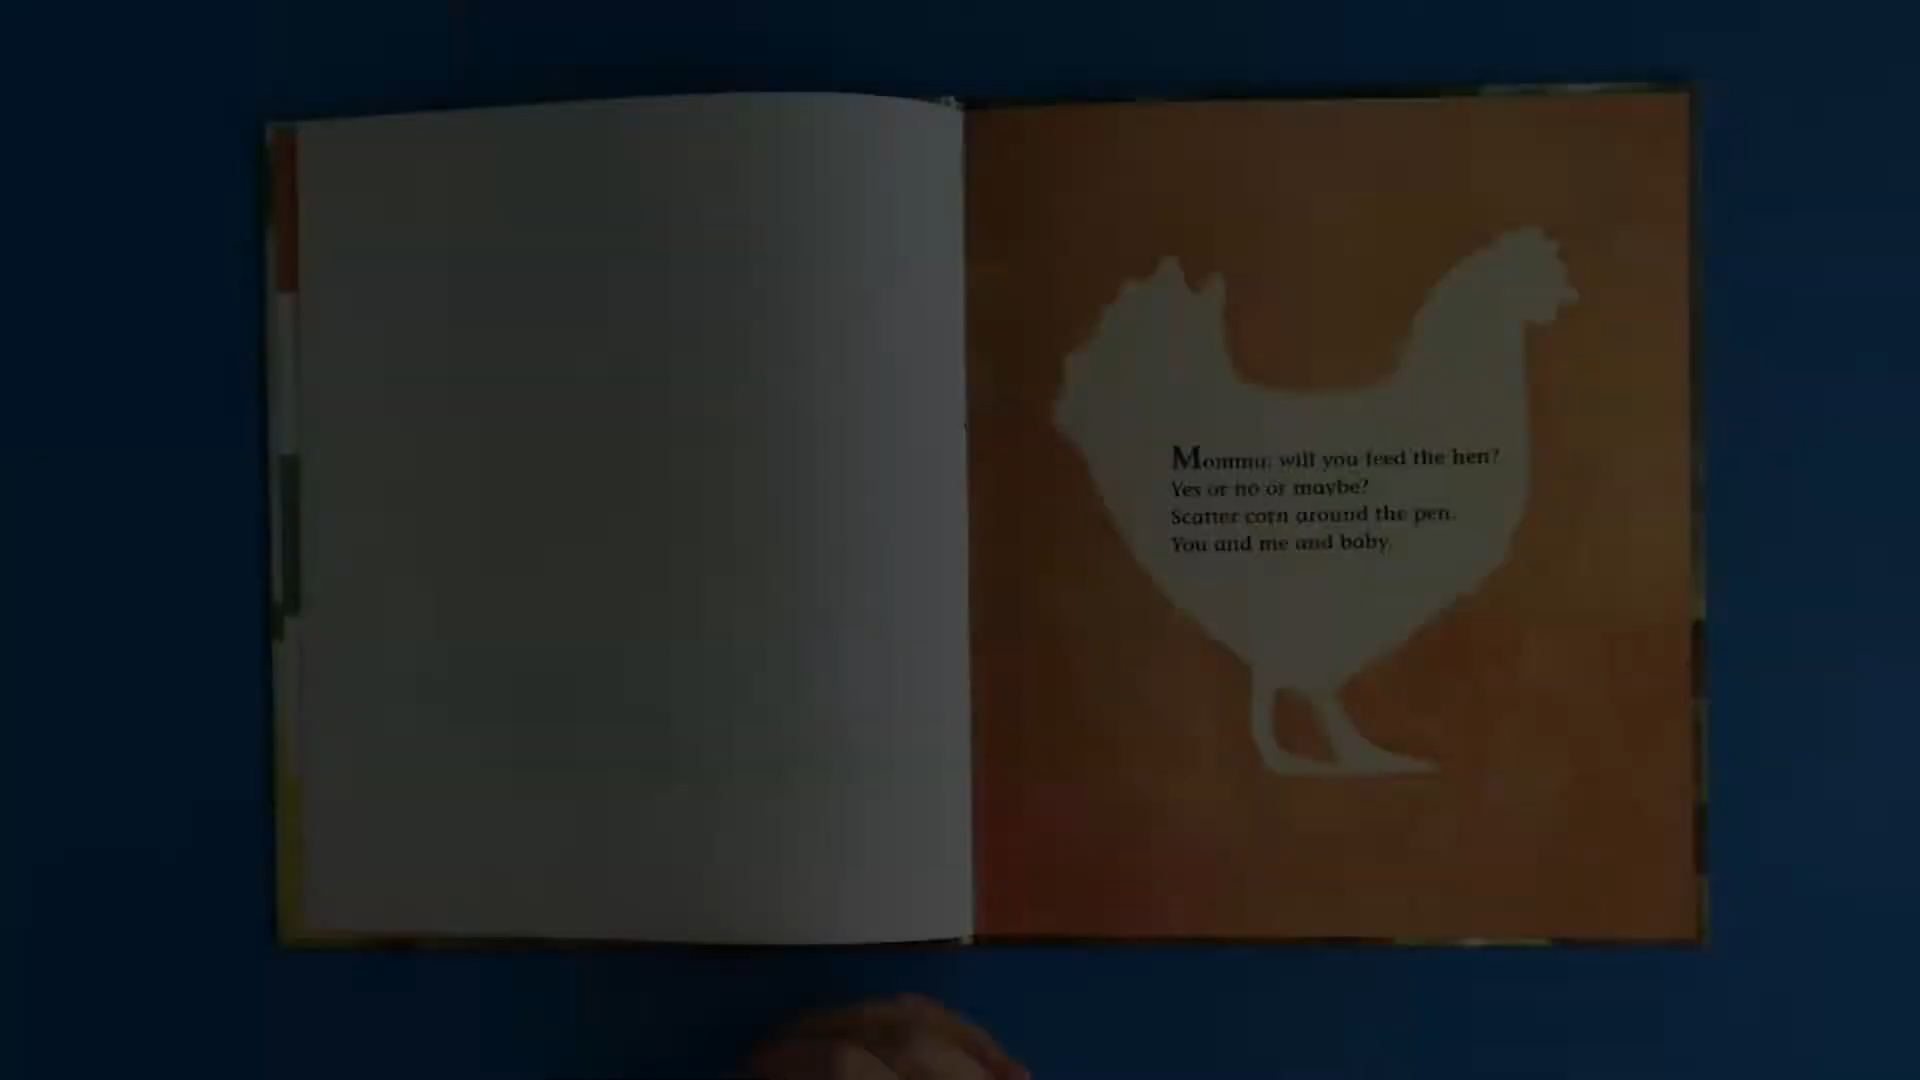 Momma, will you feed the hen?
Yes or no or maybe?
Scatter corn around the pen.
You and me and baby.